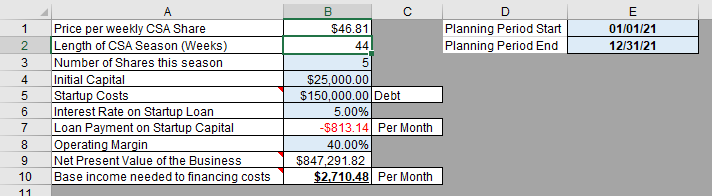 A B C D E
1 Price per weekly CSA Share $46.81 Planning Period Start 01/01/21
2 Length of CSA Season (Weeks) 44 Planning Period End 12/31/21
3 Number of Shares this season 5
4 Initial Capital $25,000.00
5 Startup Costs $150,000.00 Debt
6 Interest Rate on Startup Loan 5.00%
7 Loan Payment on Startup Capital -$813.14 Per Month
8 Operating Margin 40.00%
9 Net Present Value of the Business $847,291.82
10 Base income needed to financing costs $2,710.48 Per Month
11